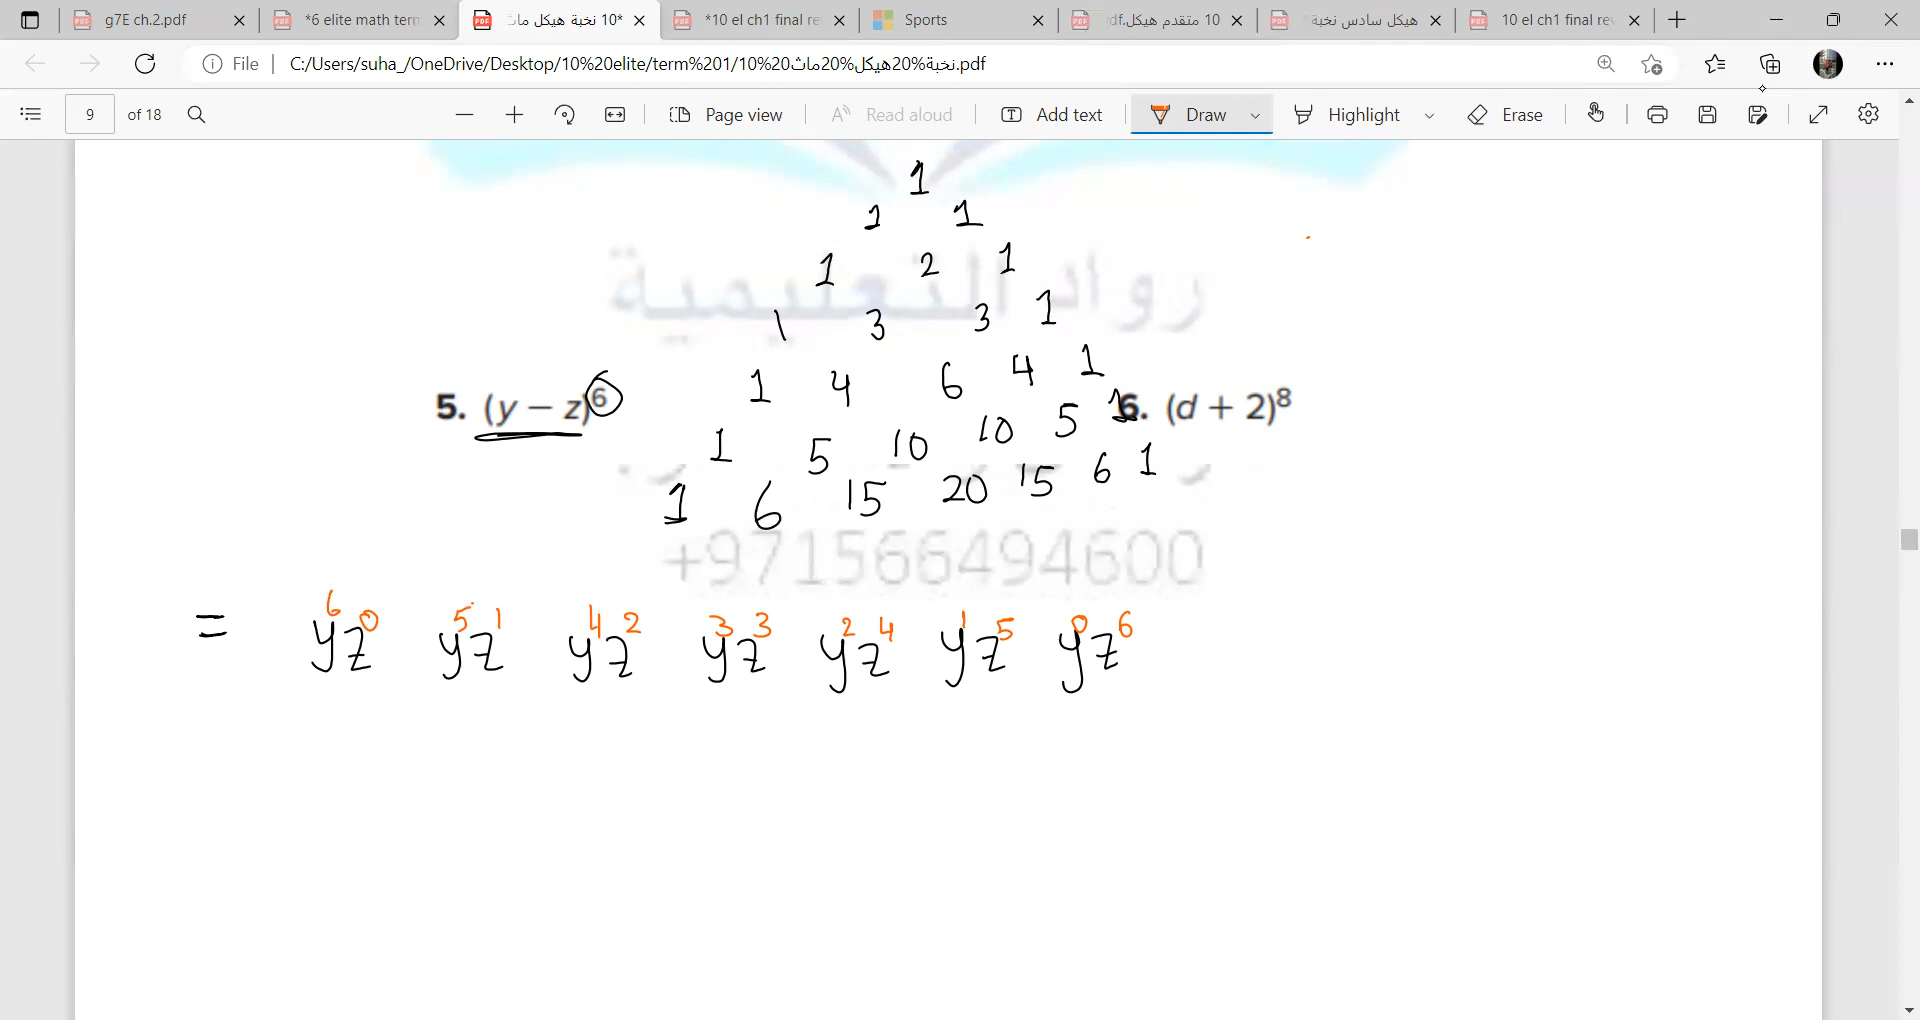 g7E ch.2.pdf
*6 elite math term
*10 نخبة هيكل ماث
*10 el ch1 final re
Sports
10 متقدم هيكل.pdf
هيكل سادس نخبة
10 el ch1 final re
File
C:/Users/suha_/OneDrive/Desktop/10%20elite/term%201/10%20نخبة%20هيكل%20ماث.pdf
9 of 18
Page view
Read aloud
Add text
Draw
Highlight
Erase
1
1 1
1 2 1
رواد التعليمية
1 3 3 1
1 4 6 4 1
5. (y – z)⁶
6. (d + 2)⁸
1 5 10 10 5 1
1 6 15 20 15 6 1
+971566494600
= y⁶z⁰ y⁵z¹ y⁴z² y³z³ y²z⁴ y¹z⁵ y⁰z⁶